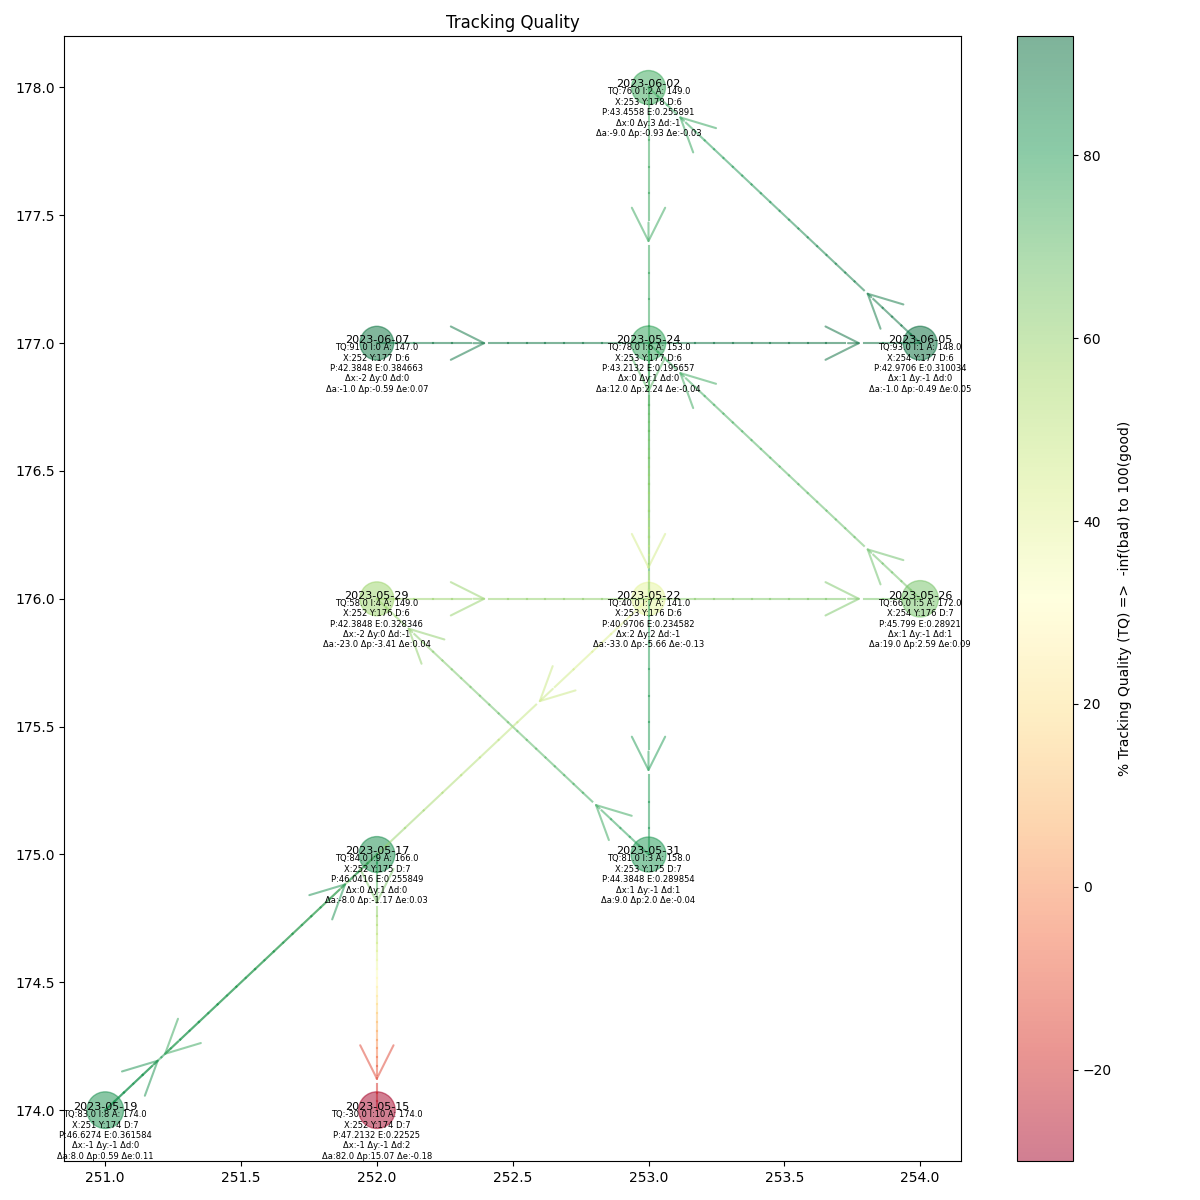 Tracking Quality
178.0
177.5
177.0
176.5
176.0
175.5
175.0
174.5
174.0
2023-06-02
TQ:76.0 I:2 A: 149.0
X:253 Y:178 D:6
P:43.4558 E:0.255891
Δx:0 Δy:3 Δd:-1
Δa:-9.0 Δp:-0.93 Δe:-0.03
2023-06-07
TQ:91.0 I:0 A: 147.0
X:252 Y:177 D:6
P:42.3848 E:0.384663
Δx:-2 Δy:0 Δd:0
Δa:-1.0 Δp:-0.59 Δe:0.07
2023-05-24
TQ:78.0 I:6 A: 153.0
X:253 Y:177 D:6
P:43.2132 E:0.195657
Δx:0 Δy:1 Δd:0
Δa:12.0 Δp:2.24 Δe:-0.04
2023-06-05
TQ:93.0 I:1 A: 148.0
X:254 Y:177 D:6
P:42.9706 E:0.310034
Δx:1 Δy:-1 Δd:0
Δa:-1.0 Δp:-0.49 Δe:0.05
2023-05-29
TQ:58.0 I:4 A: 149.0
X:252 Y:176 D:6
P:42.3848 E:0.328346
Δx:-2 Δy:0 Δd:-1
Δa:-23.0 Δp:-3.41 Δe:0.04
2023-05-22
TQ:40.0 I:7 A: 141.0
X:253 Y:176 D:6
P:40.9706 E:0.234582
Δx:2 Δy:2 Δd:-1
Δa:-33.0 Δp:-5.66 Δe:-0.13
2023-05-26
TQ:66.0 I:5 A: 172.0
X:254 Y:176 D:7
P:45.799 E:0.28921
Δx:1 Δy:-1 Δd:1
Δa:19.0 Δp:2.59 Δe:0.09
2023-05-17
TQ:84.0 I:9 A: 166.0
X:252 Y:175 D:7
P:46.0416 E:0.255849
Δx:0 Δy:1 Δd:0
Δa:-8.0 Δp:-1.17 Δe:0.03
2023-05-31
TQ:81.0 I:3 A: 158.0
X:253 Y:175 D:7
P:44.3848 E:0.289854
Δx:1 Δy:-1 Δd:1
Δa:9.0 Δp:2.0 Δe:-0.04
2023-05-19
TQ:83.0 I:8 A: 174.0
X:251 Y:174 D:7
P:46.6274 E:0.361584
Δx:-1 Δy:-1 Δd:0
Δa:8.0 Δp:0.59 Δe:0.11
2023-05-15
TQ:-30.0 I:10 A: 174.0
X:252 Y:174 D:7
P:47.2132 E:0.22525
Δx:-1 Δy:-1 Δd:2
Δa:82.0 Δp:15.07 Δe:-0.18
251.0
251.5
252.0
252.5
253.0
253.5
254.0
80
60
40
20
0
−20
% Tracking Quality (TQ) => -inf(bad) to 100(good)